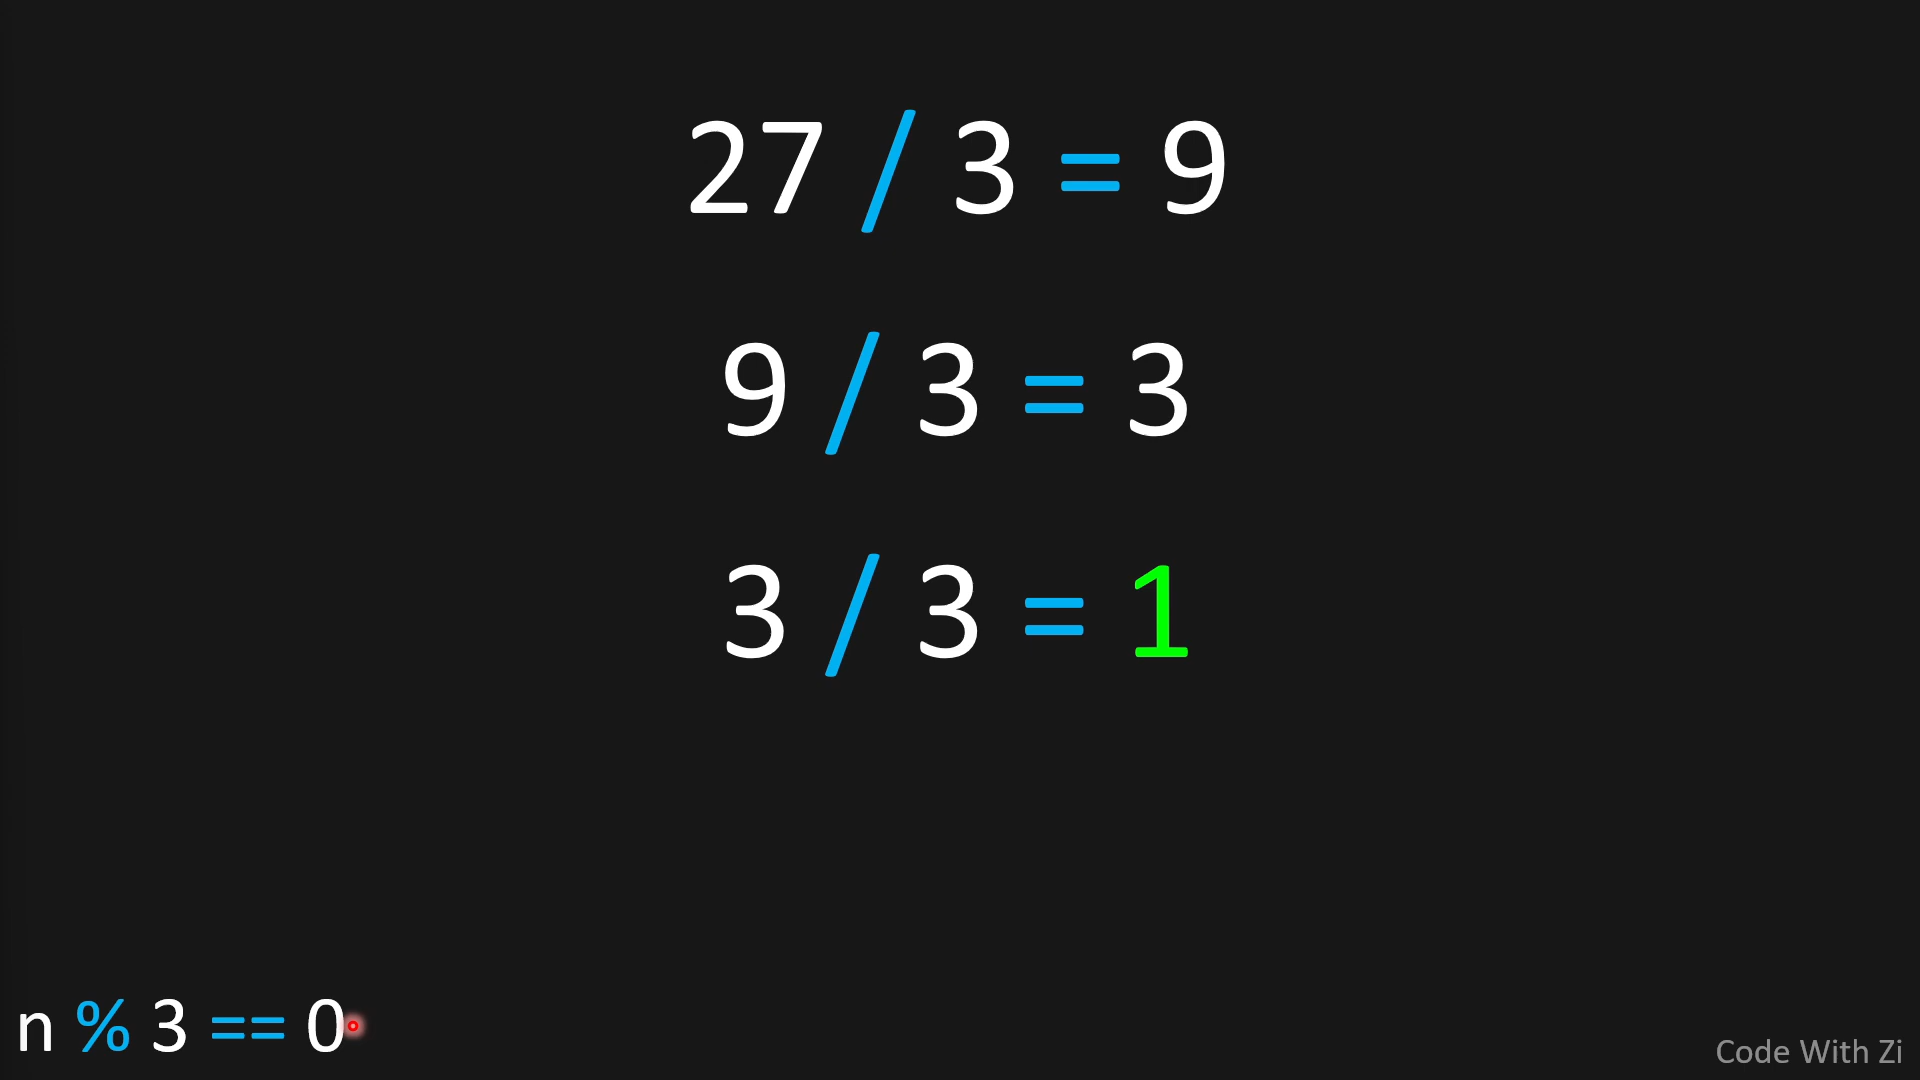 27 / 3 = 9
9 / 3 = 3
3 / 3 = 1
n % 3 == 0
Code With Zi